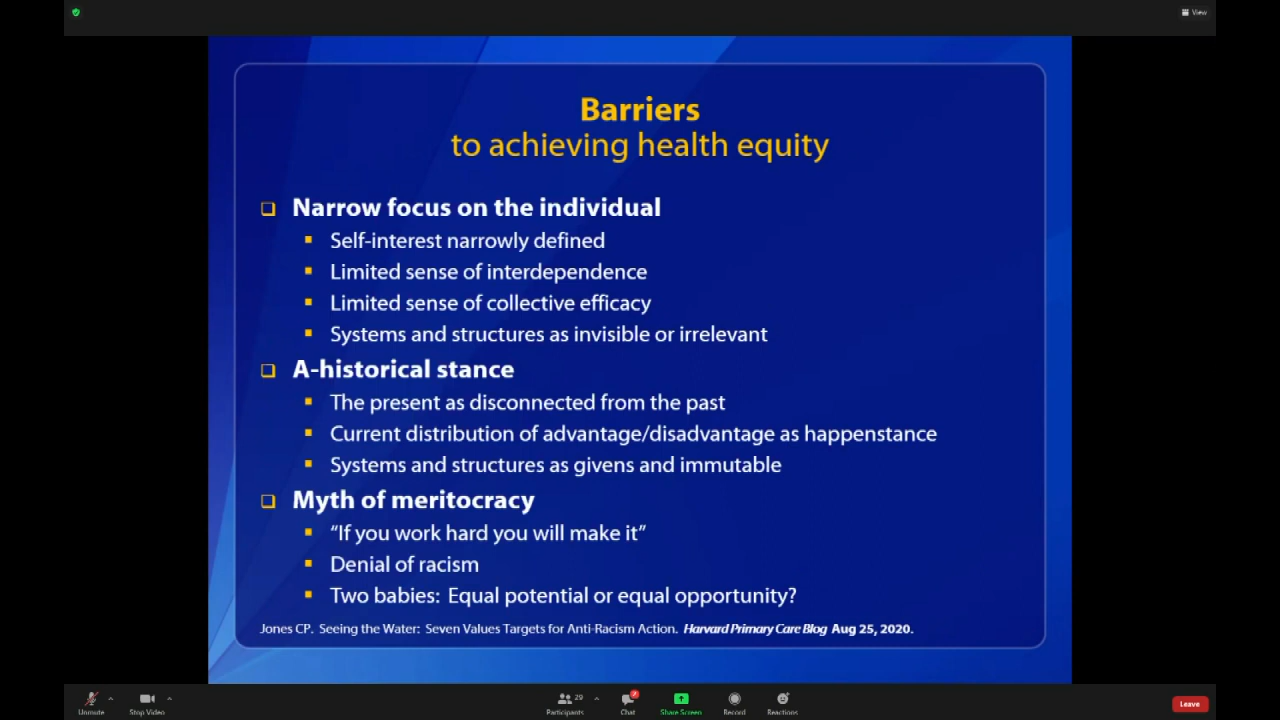 View
Barriers
to achieving health equity
❑ Narrow focus on the individual
▪ Self-interest narrowly defined
▪ Limited sense of interdependence
▪ Limited sense of collective efficacy
▪ Systems and structures as invisible or irrelevant
❑ A-historical stance
▪ The present as disconnected from the past
▪ Current distribution of advantage/disadvantage as happenstance
▪ Systems and structures as givens and immutable
❑ Myth of meritocracy
▪ “If you work hard you will make it”
▪ Denial of racism
▪ Two babies: Equal potential or equal opportunity?
Jones CP. Seeing the Water: Seven Values Targets for Anti-Racism Action. Harvard Primary Care Blog Aug 25, 2020.
29
Unmute Stop Video Participants Chat Share Screen Record Reactions Leave